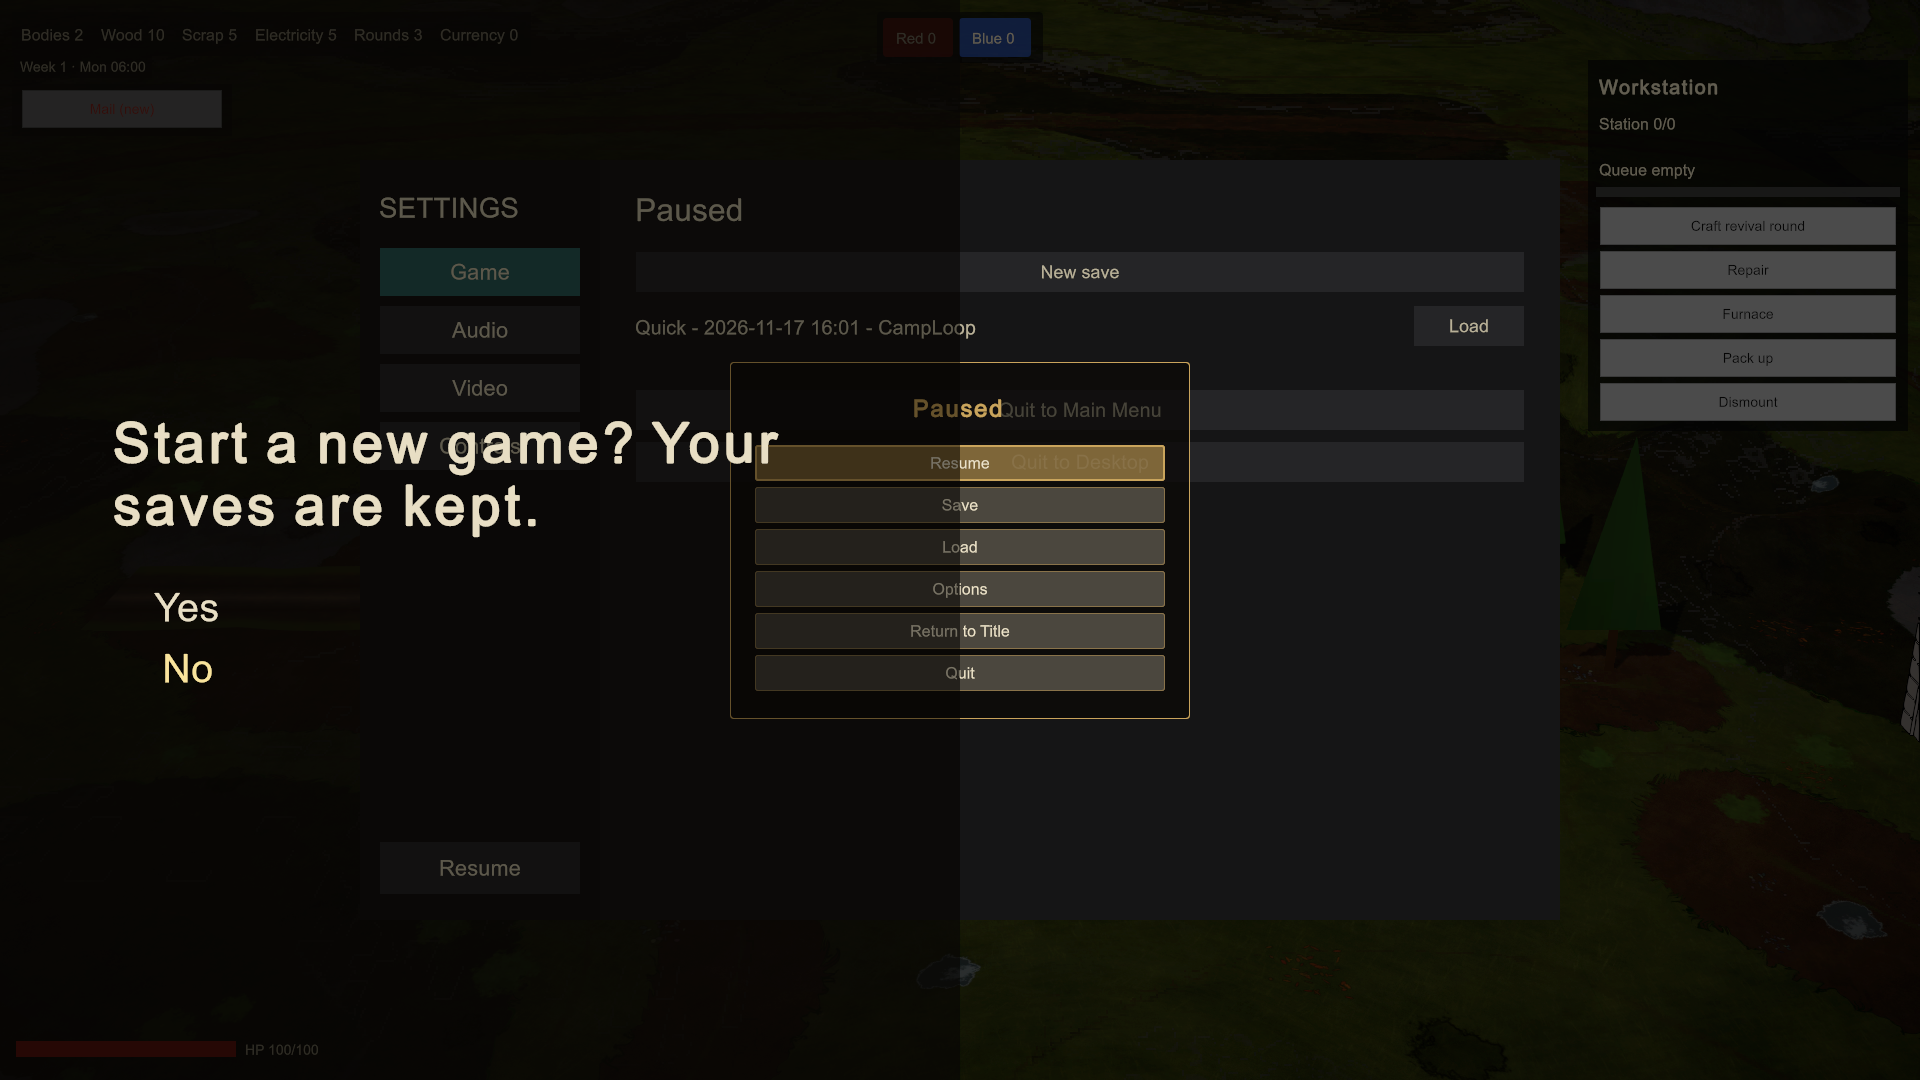 Bodies 2 Wood 10 Scrap 5 Electricity 5 Rounds 3 Currency 0
Red 0 Blue 0
Week 1 · Mon 06:00
Mail (new)
Workstation
Station 0/0
Queue empty
Craft revival round
Repair
Furnace
Pack up
Dismount
SETTINGS
Game
Audio
Video
Controls
Resume
Paused
New save
Quick - 2026-11-17 16:01 - CampLoop
Load
Quit to Main Menu
Quit to Desktop
Paused
Resume
Save
Load
Options
Return to Title
Quit
Start a new game? Your
saves are kept.
Yes
No
HP 100/100